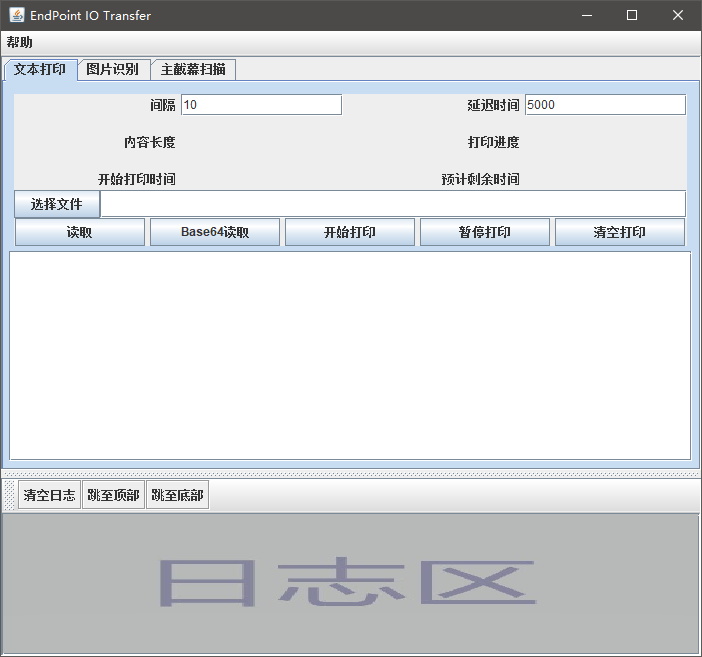 EndPoint IO Transfer
帮助
文本打印 图片识别 主截幕扫描
间隔 10 延迟时间 5000
内容长度 打印进度
开始打印时间 预计剩余时间
选择文件
读取 Base64读取 开始打印 暂停打印 清空打印
清空日志 跳至顶部 跳至底部
日志区